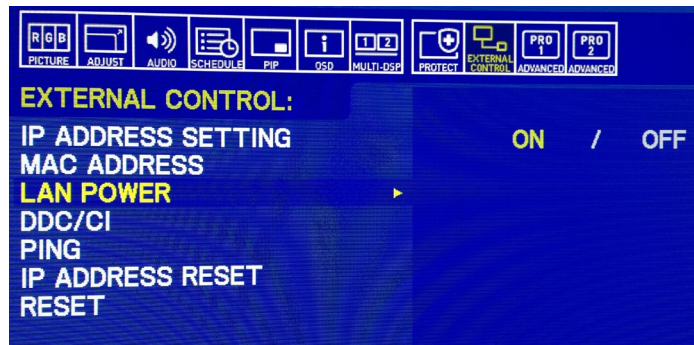 RGB
PICTURE
ADJUST
AUDIO
SCHEDULE
PIP
i
OSD
1 2
MULTI-DSP
PROTECT
EXTERNAL
CONTROL
PRO
1
ADVANCED
PRO
2
ADVANCED
EXTERNAL CONTROL:
IP ADDRESS SETTING
ON / OFF
MAC ADDRESS
LAN POWER
DDC/CI
PING
IP ADDRESS RESET
RESET